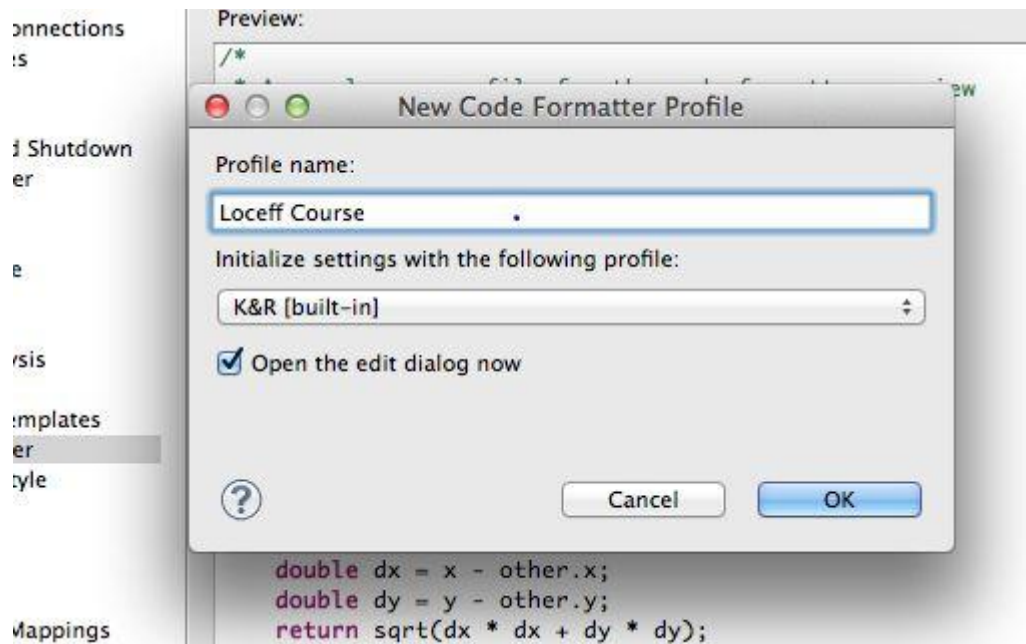 onnections
Preview:
/*
ew
New Code Formatter Profile
Shutdown
er
Profile name:
Loceff Course
Initialize settings with the following profile:
e
K&R [built-in]
Open the edit dialog now
ysis
emplates
er
tyle
?
Cancel
OK
double dx = x - other.x;
double dy = y - other.y;
return sqrt(dx * dx + dy * dy);
Mappings